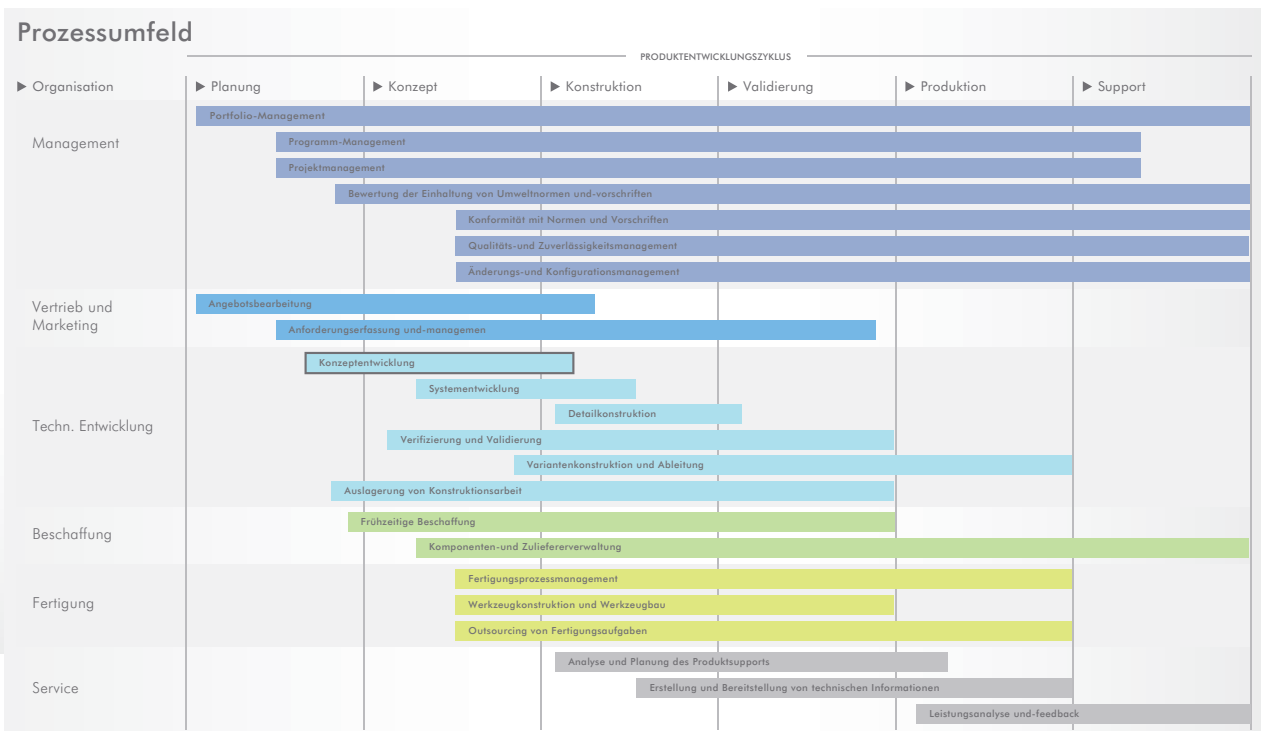 Prozessumfeld
PRODUKTENTWICKLUNGSZYKLUS
▶ Organisation ▶ Planung ▶ Konzept ▶ Konstruktion ▶ Validierung ▶ Produktion ▶ Support
Management
Portfolio-Management
Programm-Management
Projektmanagement
Bewertung der Einhaltung von Umweltnormen und-vorschriften
Konformität mit Normen und Vorschriften
Qualitäts-und Zuverlässigkeitsmanagement
Änderungs-und Konfigurationsmanagement
Vertrieb und
Marketing
Angebotsbearbeitung
Anforderungserfassung und-managemen
Techn. Entwicklung
Konzeptentwicklung
Systementwicklung
Detailkonstruktion
Verifizierung und Validierung
Variantenkonstruktion und Ableitung
Auslagerung von Konstruktionsarbeit
Beschaffung
Frühzeitige Beschaffung
Komponenten-und Zuliefererverwaltung
Fertigung
Fertigungsprozessmanagement
Werkzeugkonstruktion und Werkzeugbau
Outsourcing von Fertigungsaufgaben
Service
Analyse und Planung des Produktsupports
Erstellung und Bereitstellung von technischen Informationen
Leistungsanalyse und-feedback